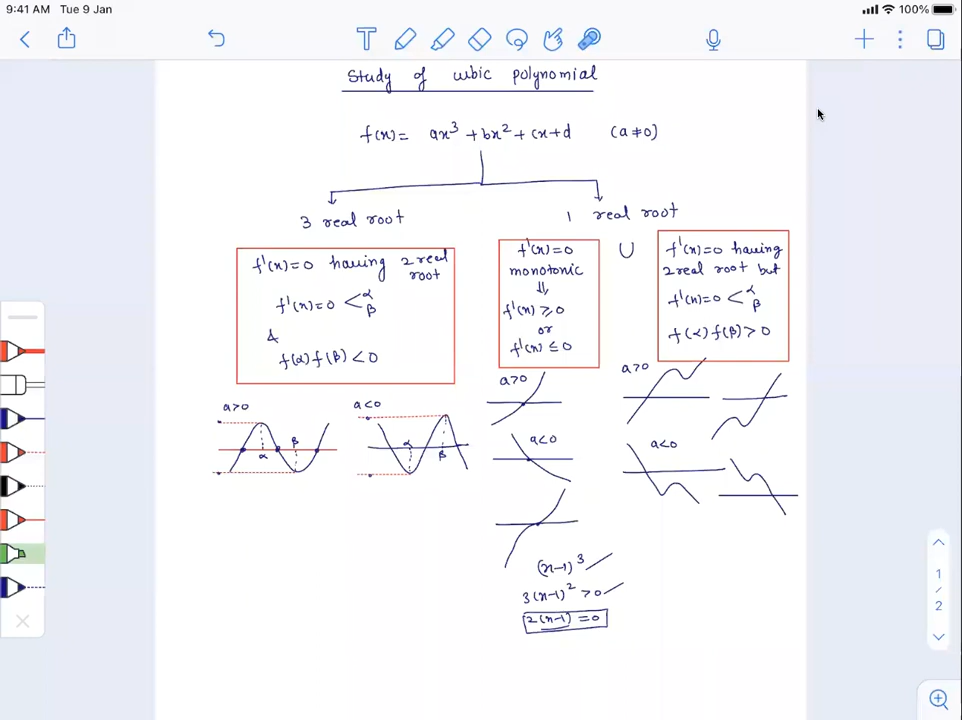 9:41 AM Tue 9 Jan
100%
Study of cubic polynomial
f(x)= ax³ + bx² + cx + d (a ≠ 0)
3 real root
1 real root
f'(x)=0 having 2 real
root
f'(x)=0 < α
β
&
f(α) f(β) < 0
f'(x)=0
monotonic
⇓
f'(x) ≥ 0
or
f'(x) ≤ 0
U
f'(x)=0 having
2 real root but
f'(x)=0 < α
β
f(α) f(β) > 0
a>0
α
β
a<0
α
β
a>0
a<0
a>0
a<0
(x-1)³
3(x-1)² > 0
2(x-1) = 0
1
/
2